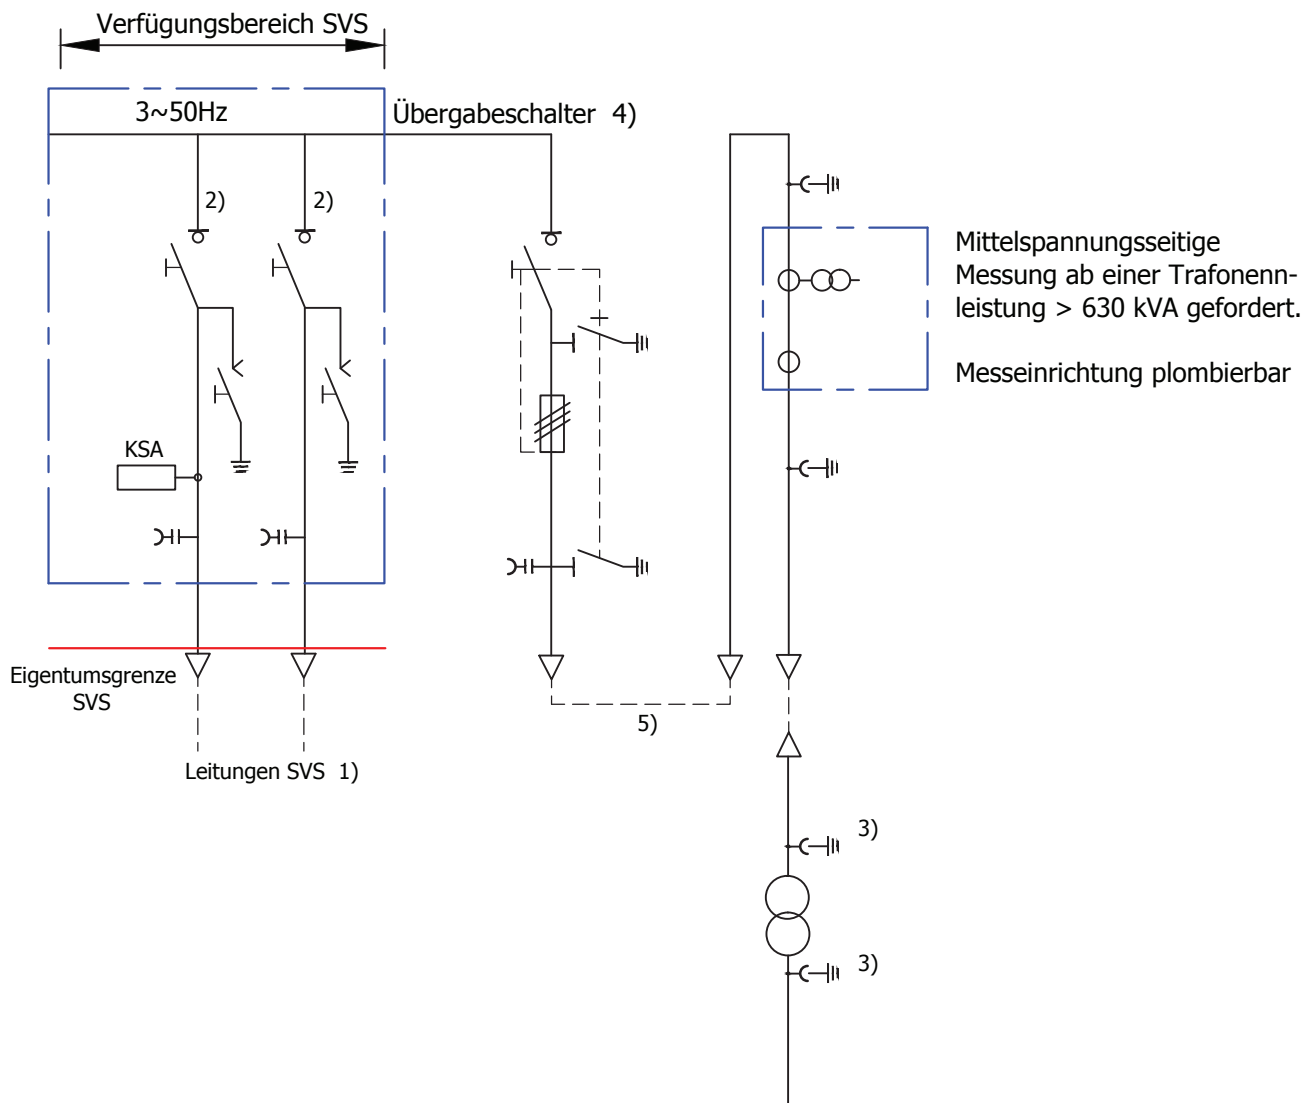 Verfügungsbereich SVS
3~50Hz
Übergabeschalter 4)
2)
2)
Mittelspannungsseitige
Messung ab einer Trafonenn-
leistung > 630 kVA gefordert.
Messeinrichtung plombierbar
KSA
Eigentumsgrenze
SVS
5)
Leitungen SVS 1)
3)
3)